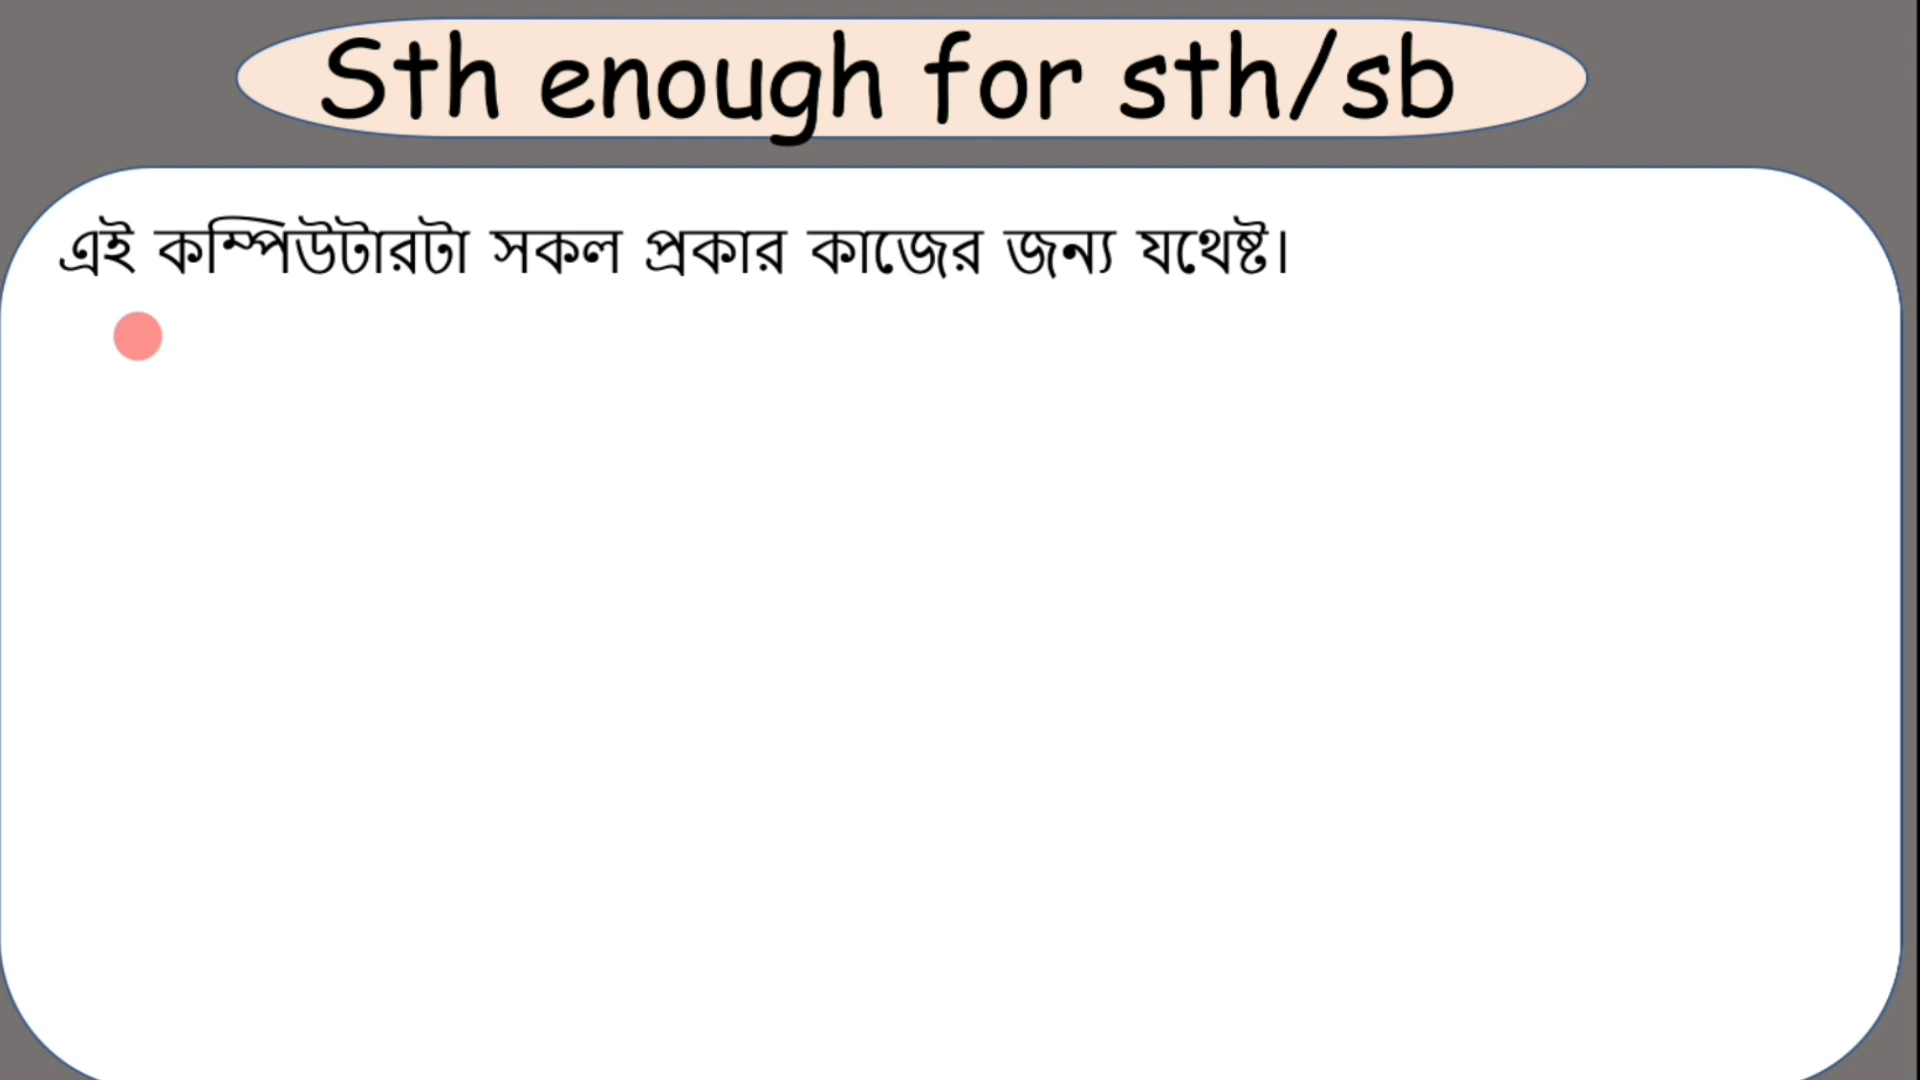 Sth enough for sth/sb
এই কম্পিউটারটা সকল প্রকার কাজের জন্য যথেষ্ট।